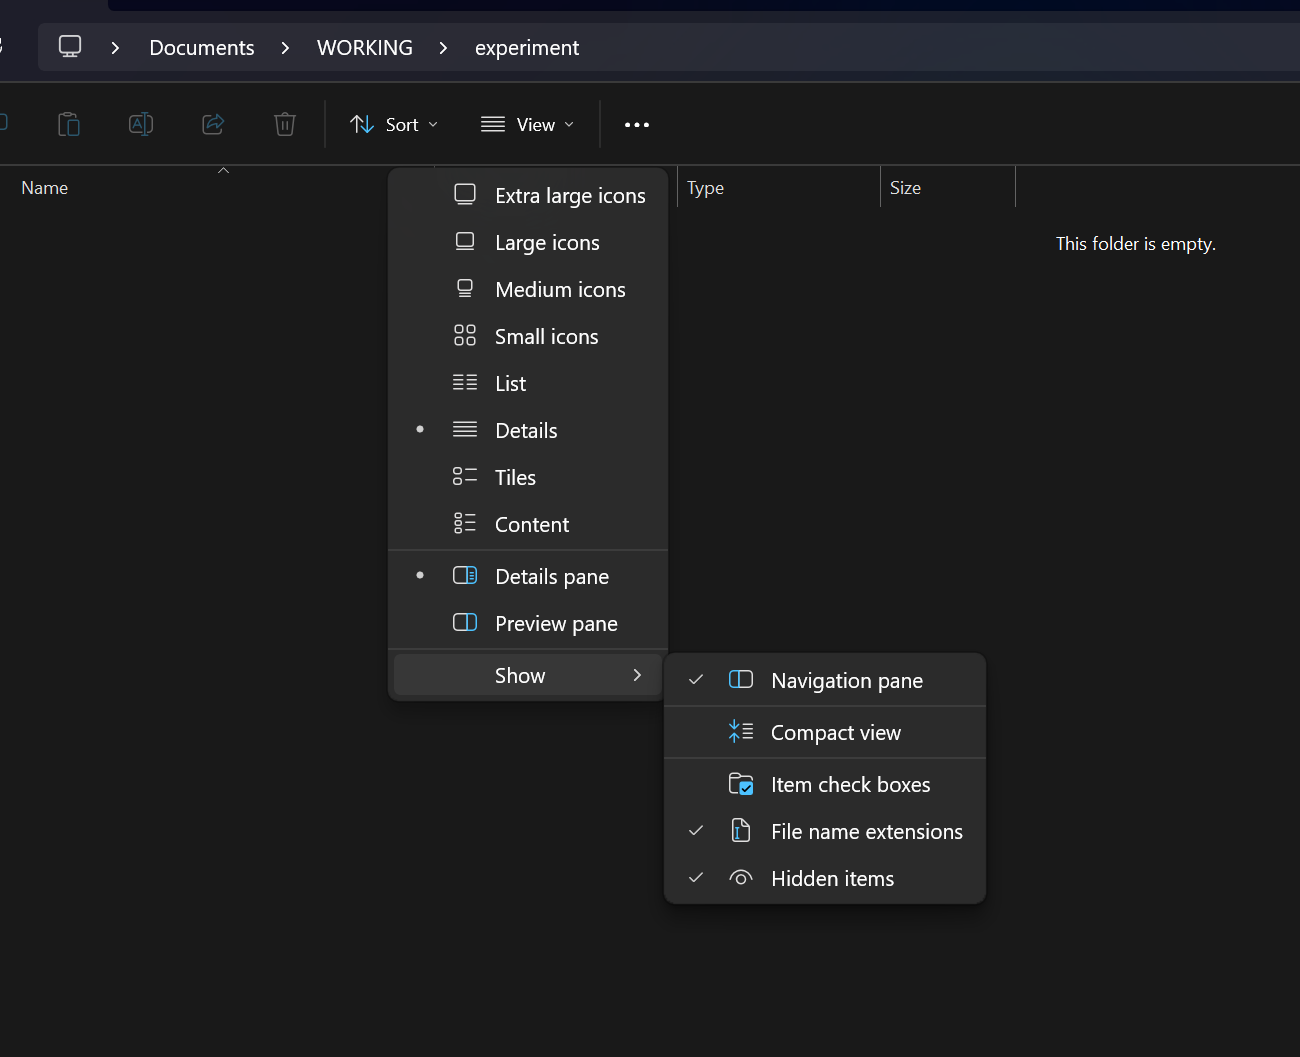 Documents
WORKING
experiment
Sort
View
Name
Type
Size
This folder is empty.
Extra large icons
Large icons
Medium icons
Small icons
List
Details
Tiles
Content
Details pane
Preview pane
Show
Navigation pane
Compact view
Item check boxes
File name extensions
Hidden items